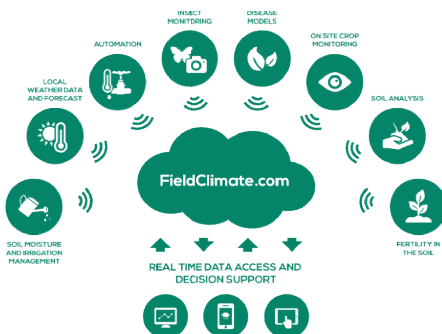 INSECT
MONITORING
DISEASE
MODELS
AUTOMATION
ON SITE CROP
MONITORING
LOCAL
WEATHER DATA
AND FORECAST
SOIL ANALYSIS
FieldClimate.com
SOIL MOISTURE
AND IRRIGATION
MANAGEMENT
FERTILITY IN
THE SOIL
REAL TIME DATA ACCESS AND
DECISION SUPPORT